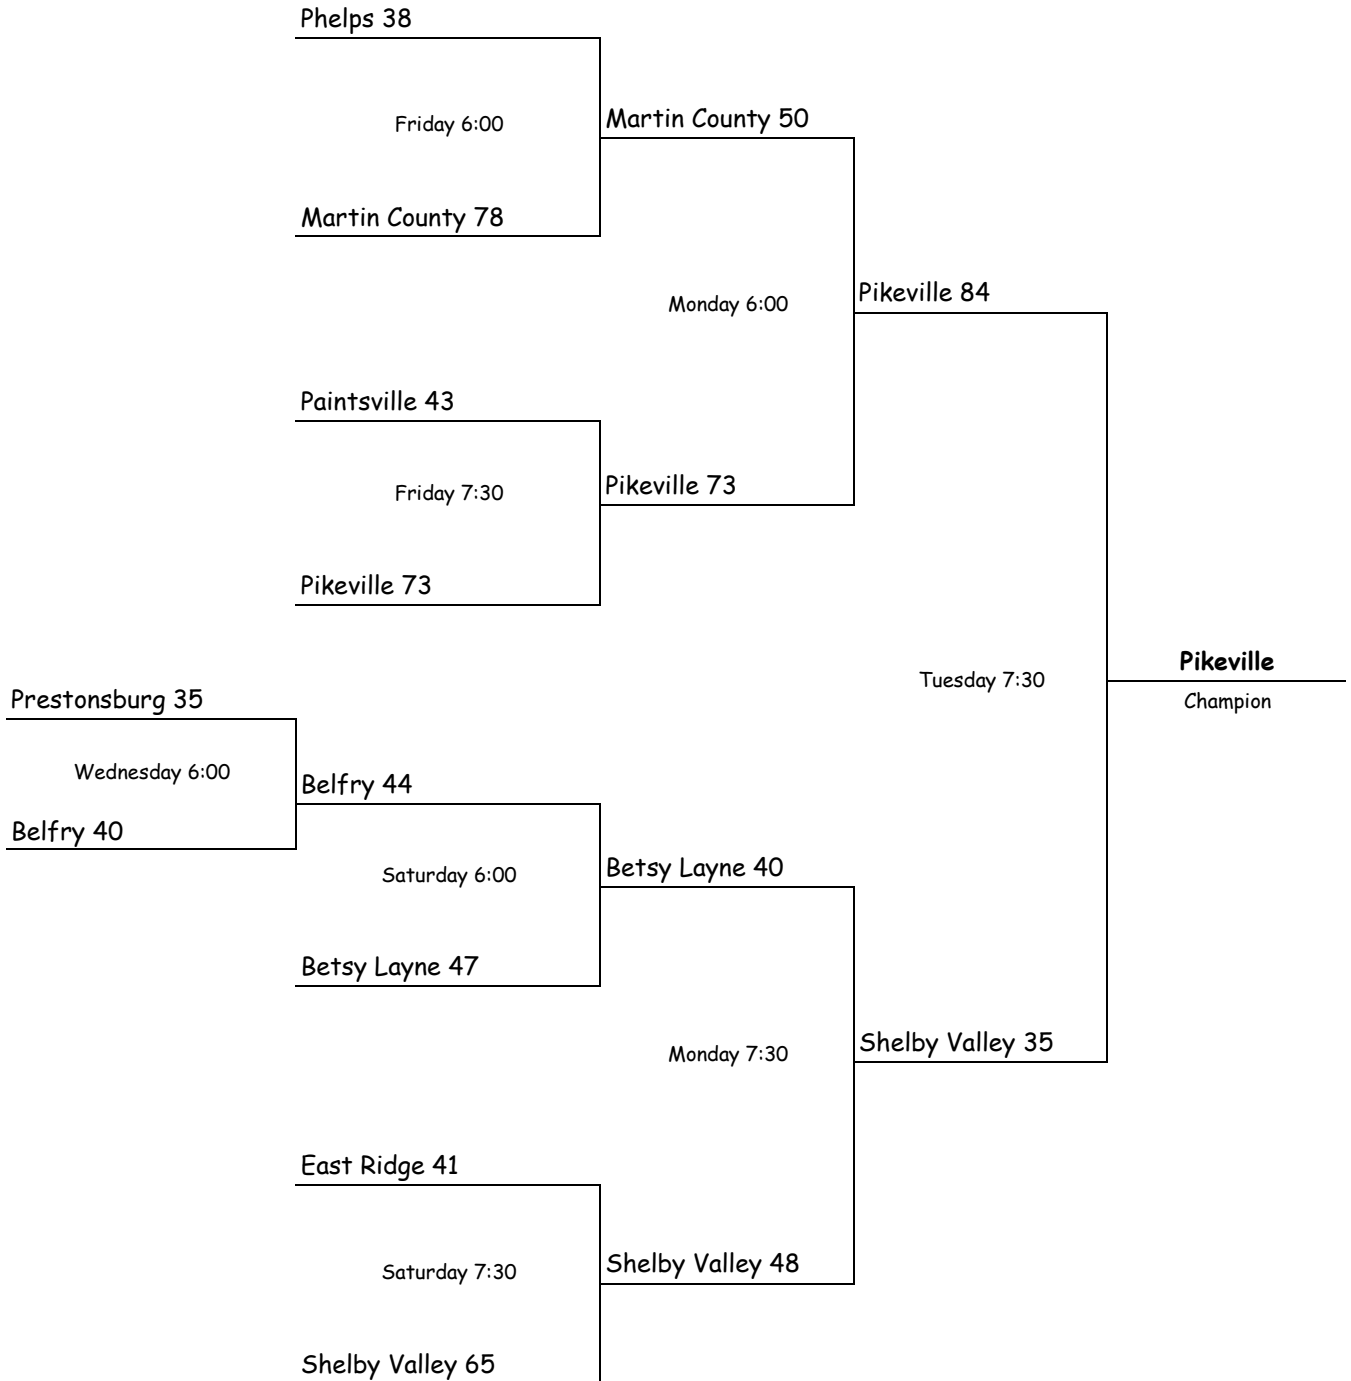 Phelps 38
Friday 6:00
Martin County 50
Martin County 78
Monday 6:00
Pikeville 84
Paintsville 43
Friday 7:30
Pikeville 73
Pikeville 73
Tuesday 7:30
Pikeville
Champion
Prestonsburg 35
Wednesday 6:00
Belfry 44
Belfry 40
Saturday 6:00
Betsy Layne 40
Betsy Layne 47
Monday 7:30
Shelby Valley 35
East Ridge 41
Saturday 7:30
Shelby Valley 48
Shelby Valley 65